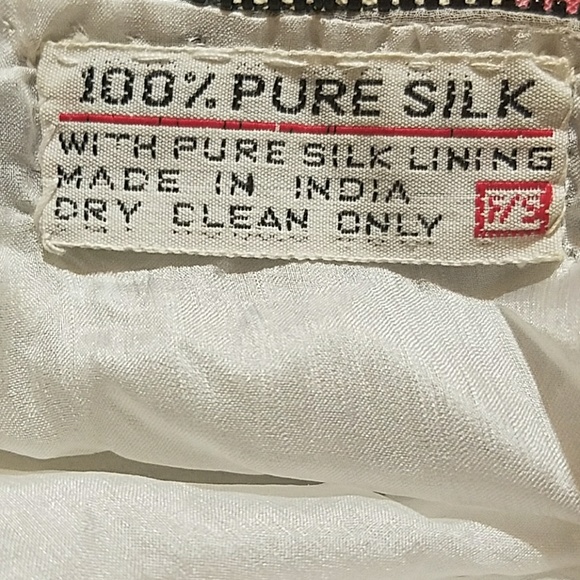 100% PURE SILK
WITH PURE SILK LINING
MADE IN INDIA
DRY CLEAN ONLY